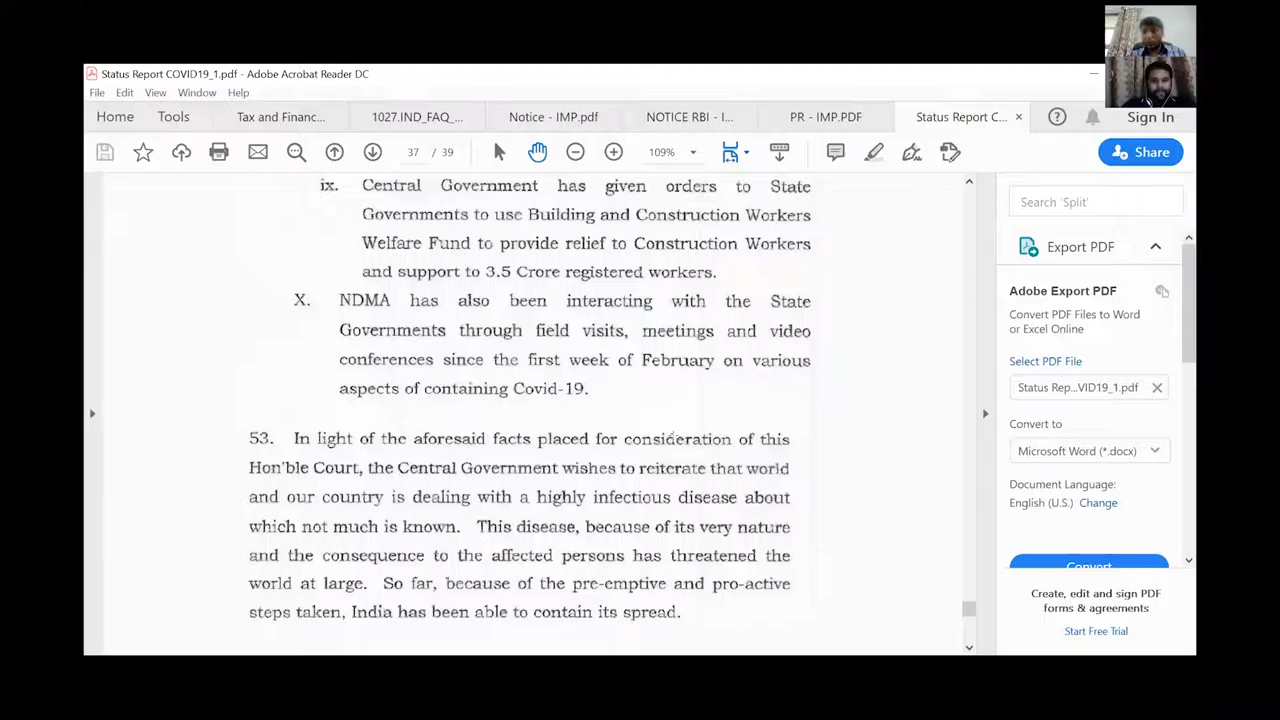 Status Report COVID19_1.pdf - Adobe Acrobat Reader DC
File Edit View Window Help
Home Tools Tax and Financ... 1027.IND_FAQ_... Notice - IMP.pdf NOTICE RBI - I... PR - IMP.PDF Status Report C... × Sign In
37 / 39 109% Share
ix. Central Government has given orders to State
Governments to use Building and Construction Workers
Welfare Fund to provide relief to Construction Workers
and support to 3.5 Crore registered workers.
X. NDMA has also been interacting with the State
Governments through field visits, meetings and video
conferences since the first week of February on various
aspects of containing Covid-19.
53. In light of the aforesaid facts placed for consideration of this
Hon'ble Court, the Central Government wishes to reiterate that world
and our country is dealing with a highly infectious disease about
which not much is known. This disease, because of its very nature
and the consequence to the affected persons has threatened the
world at large. So far, because of the pre-emptive and pro-active
steps taken, India has been able to contain its spread.
Search 'Split'
Export PDF
Adobe Export PDF
Convert PDF Files to Word
or Excel Online
Select PDF File
Status Rep...VID19_1.pdf
Convert to
Microsoft Word (*.docx)
Document Language:
English (U.S.) Change
Convert
Create, edit and sign PDF
forms & agreements
Start Free Trial